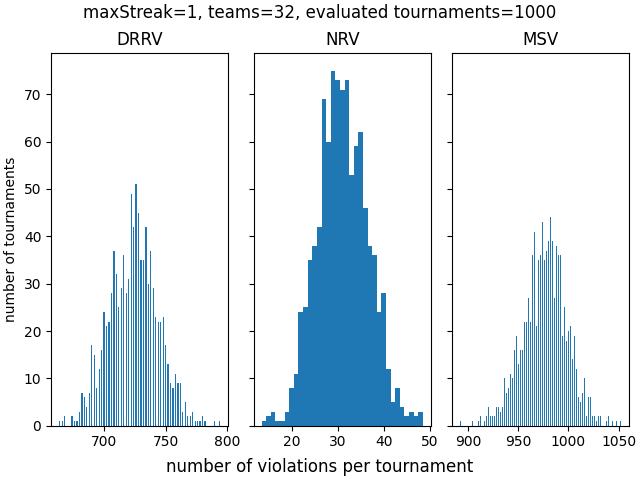 maxStreak=1, teams=32, evaluated tournaments=1000
DRRV NRV MSV
number of tournaments
70
60
50
40
30
20
10
0
700 750 800 20 30 40 50 900 950 1000 1050
number of violations per tournament